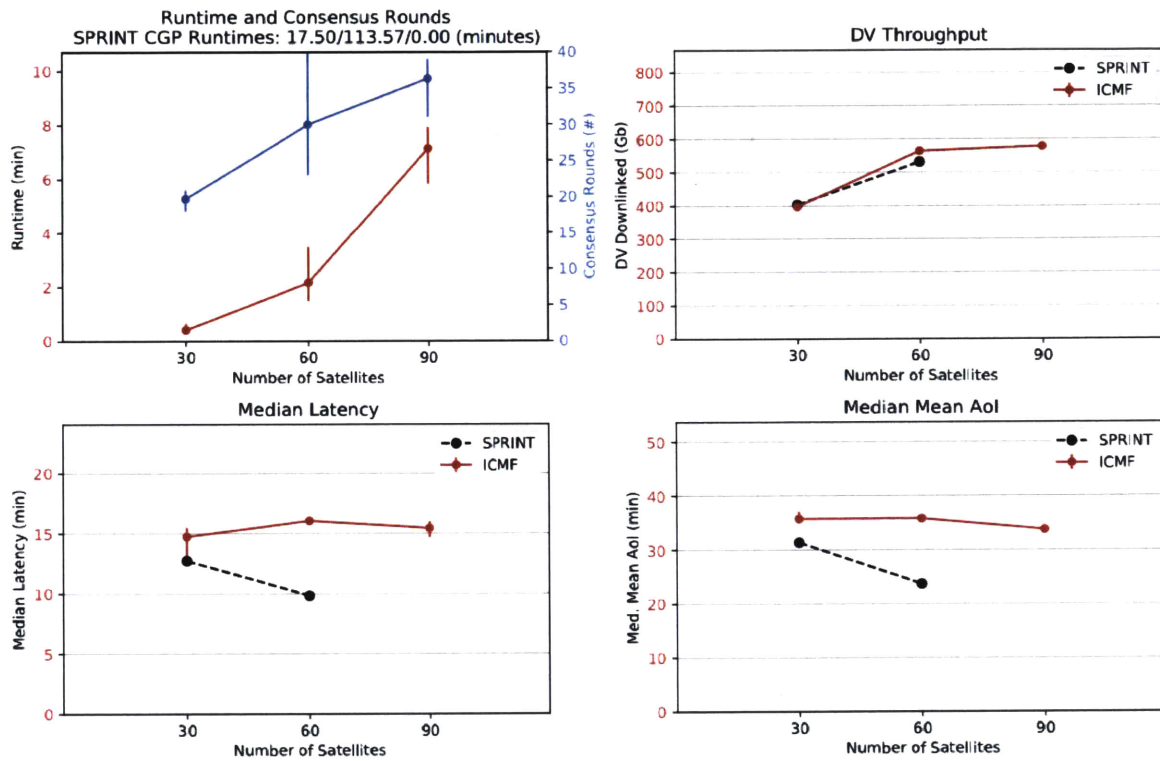 Runtime and Consensus Rounds
SPRINT CGP Runtimes: 17.50/113.57/0.00 (minutes)
10
8
6
4
2
0
Runtime (min)
40
35
30
25
20
15
10
5
0
Consensus Rounds (#)
30 60 90
Number of Satellites
DV Throughput
SPRINT
ICMF
800
700
600
500
400
300
200
100
0
DV Downlinked (Gb)
30 60 90
Number of Satellites
Median Latency
SPRINT
ICMF
20
15
10
5
0
Median Latency (min)
30 60 90
Number of Satellites
Median Mean AoI
SPRINT
ICMF
50
40
30
20
10
0
Med. Mean AoI (min)
30 60 90
Number of Satellites